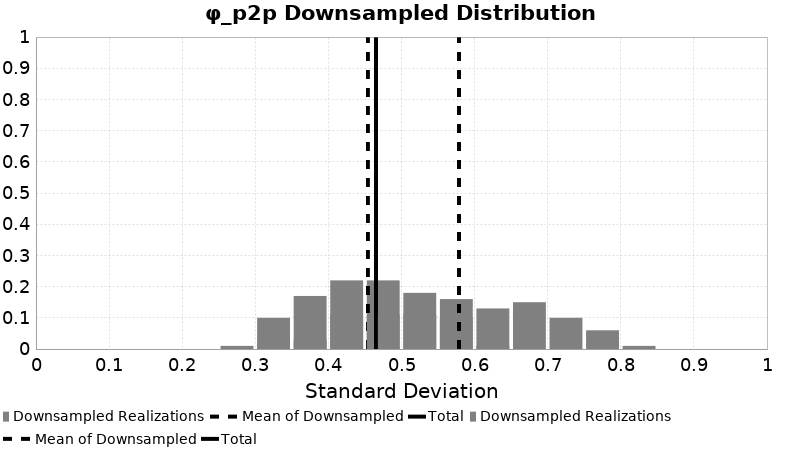 φ_p2p Downsampled Distribution
1
0.9
0.8
0.7
0.6
0.5
0.4
0.3
0.2
0.1
0
0 0.1 0.2 0.3 0.4 0.5 0.6 0.7 0.8 0.9 1
Standard Deviation
Downsampled Realizations Mean of Downsampled Total Downsampled Realizations
Mean of Downsampled Total